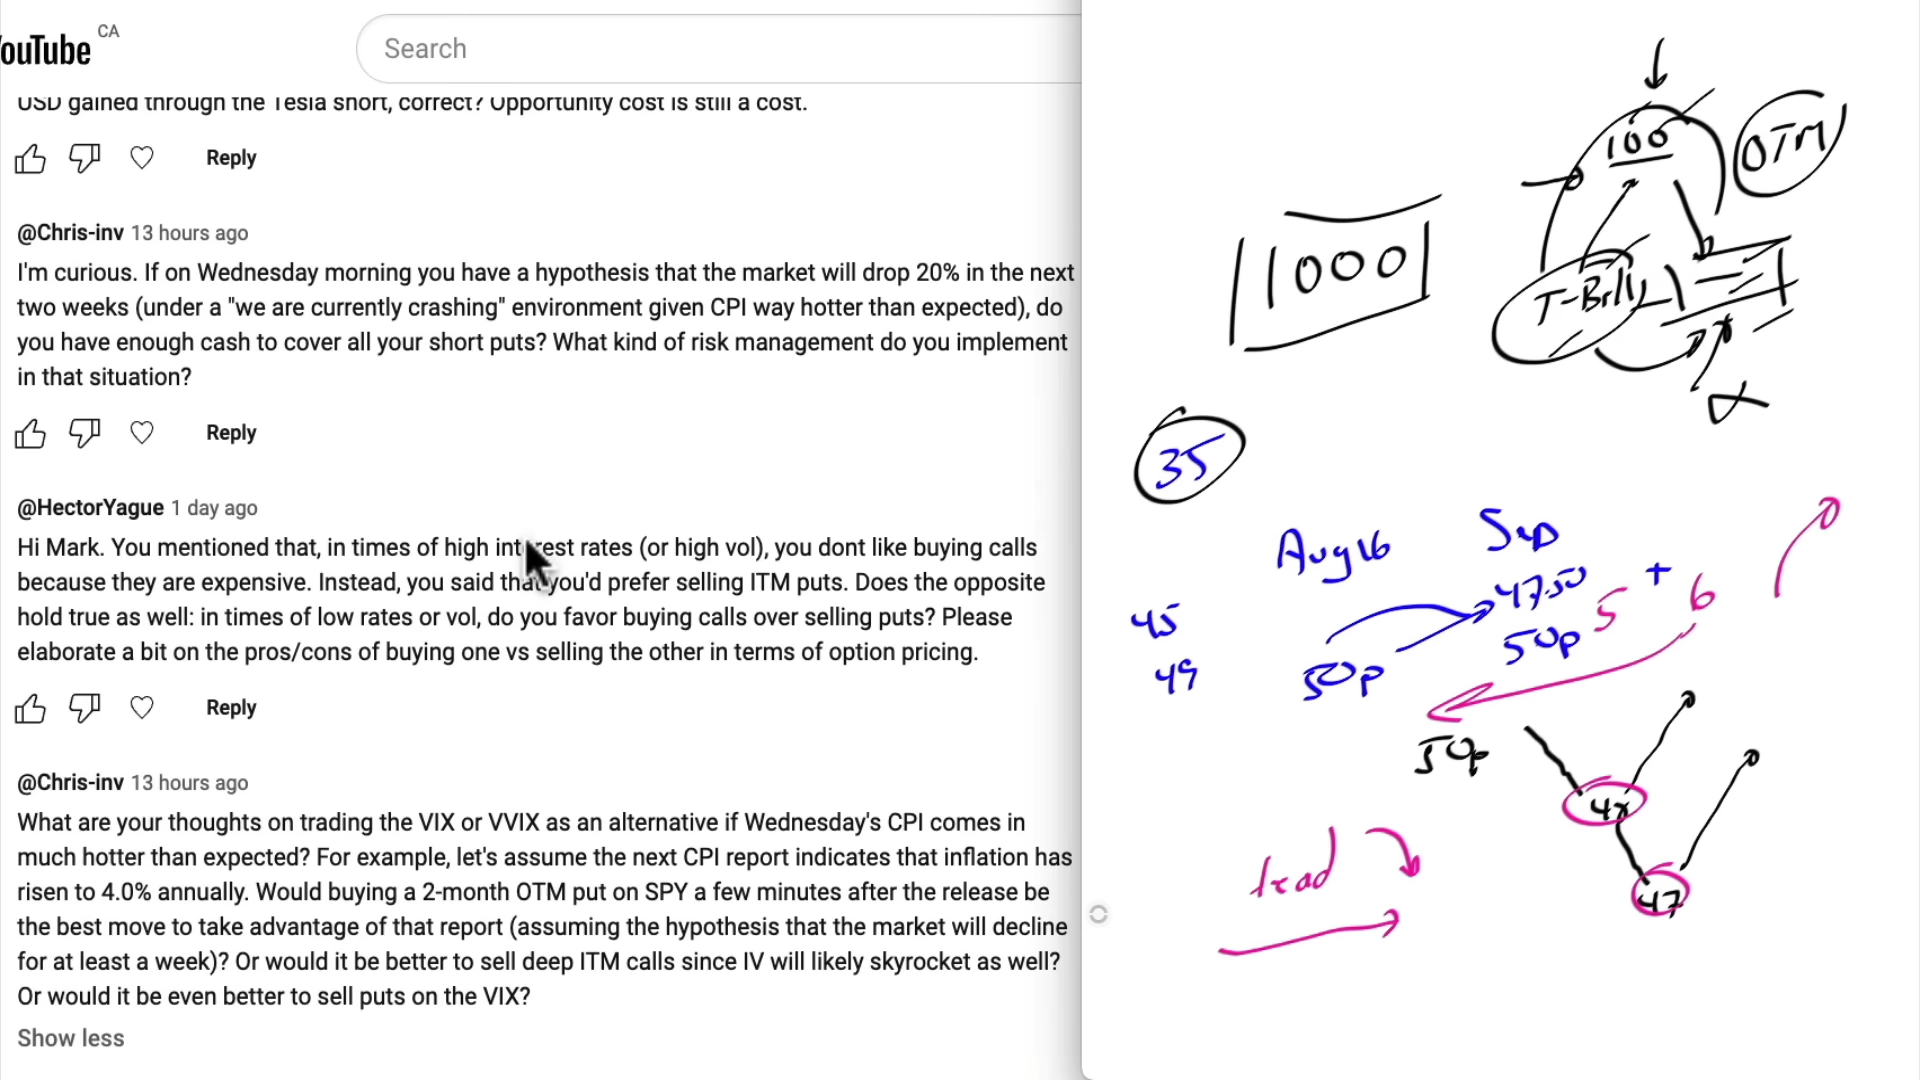 YouTube CA
Search
USD gained through the Tesla short, correct? Opportunity cost is still a cost.
Reply
@Chris-inv 13 hours ago
I'm curious. If on Wednesday morning you have a hypothesis that the market will drop 20% in the next
two weeks (under a "we are currently crashing" environment given CPI way hotter than expected), do
you have enough cash to cover all your short puts? What kind of risk management do you implement
in that situation?
Reply
@HectorYague 1 day ago
Hi Mark. You mentioned that, in times of high interest rates (or high vol), you dont like buying calls
because they are expensive. Instead, you said that you'd prefer selling ITM puts. Does the opposite
hold true as well: in times of low rates or vol, do you favor buying calls over selling puts? Please
elaborate a bit on the pros/cons of buying one vs selling the other in terms of option pricing.
Reply
@Chris-inv 13 hours ago
What are your thoughts on trading the VIX or VVIX as an alternative if Wednesday's CPI comes in
much hotter than expected? For example, let's assume the next CPI report indicates that inflation has
risen to 4.0% annually. Would buying a 2-month OTM put on SPY a few minutes after the release be
the best move to take advantage of that report (assuming the hypothesis that the market will decline
for at least a week)? Or would it be better to sell deep ITM calls since IV will likely skyrocket as well?
Or would it be even better to sell puts on the VIX?
Show less
100
OTM
1000
T-Bill
35
Aug 16
Sep
47.50
5 + 6
45
50p
49
50p
50p
47